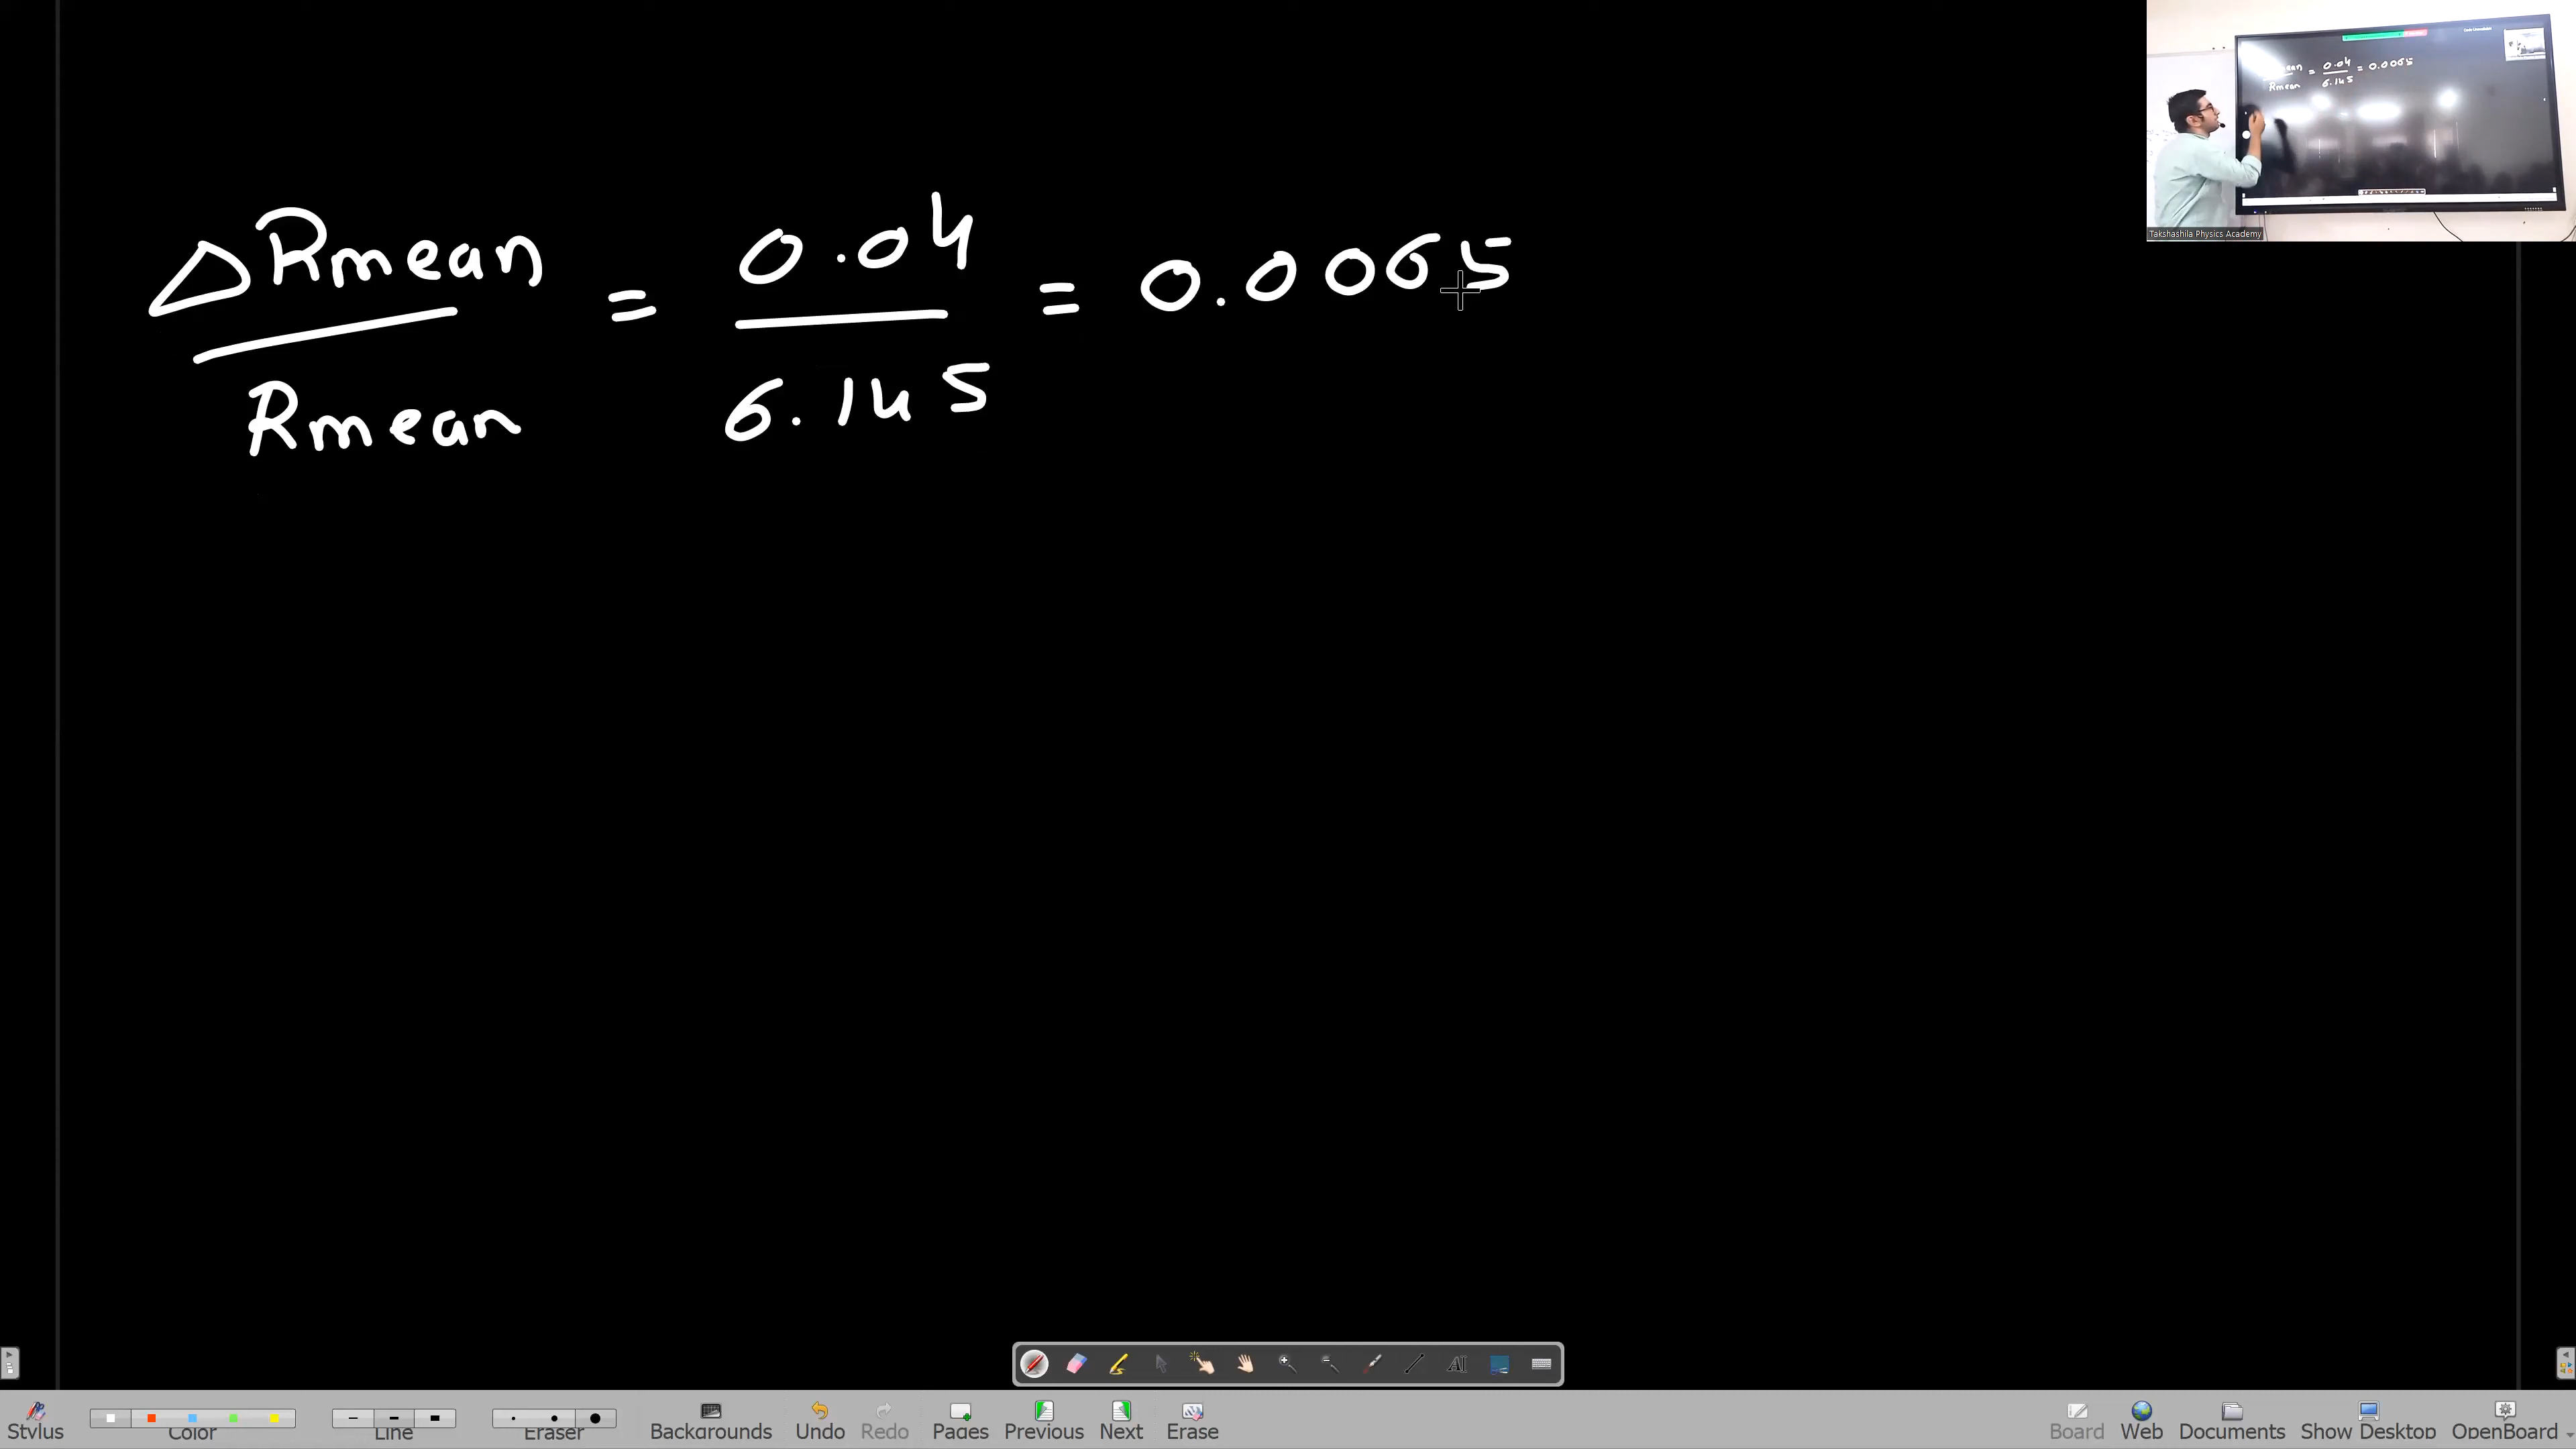 ΔRmean / Rmean = 0.04 / 6.145 = 0.0065
Takshashila Physics Academy
Stylus Color Line Eraser Backgrounds Undo Redo Pages Previous Next Erase Board Web Documents Show Desktop OpenBoard